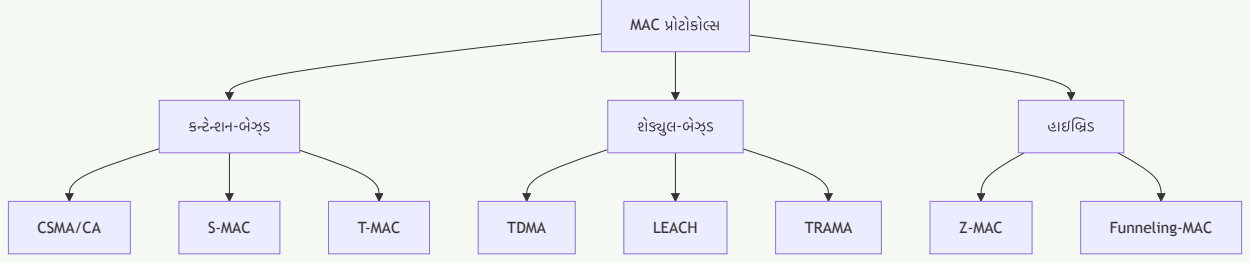 MAC પ્રોટોકોલ્સ
કન્ટેન્શન-બેઝ્ડ
શેડ્યુલ-બેઝ્ડ
હાઇબ્રિડ
CSMA/CA
S-MAC
T-MAC
TDMA
LEACH
TRAMA
Z-MAC
Funneling-MAC